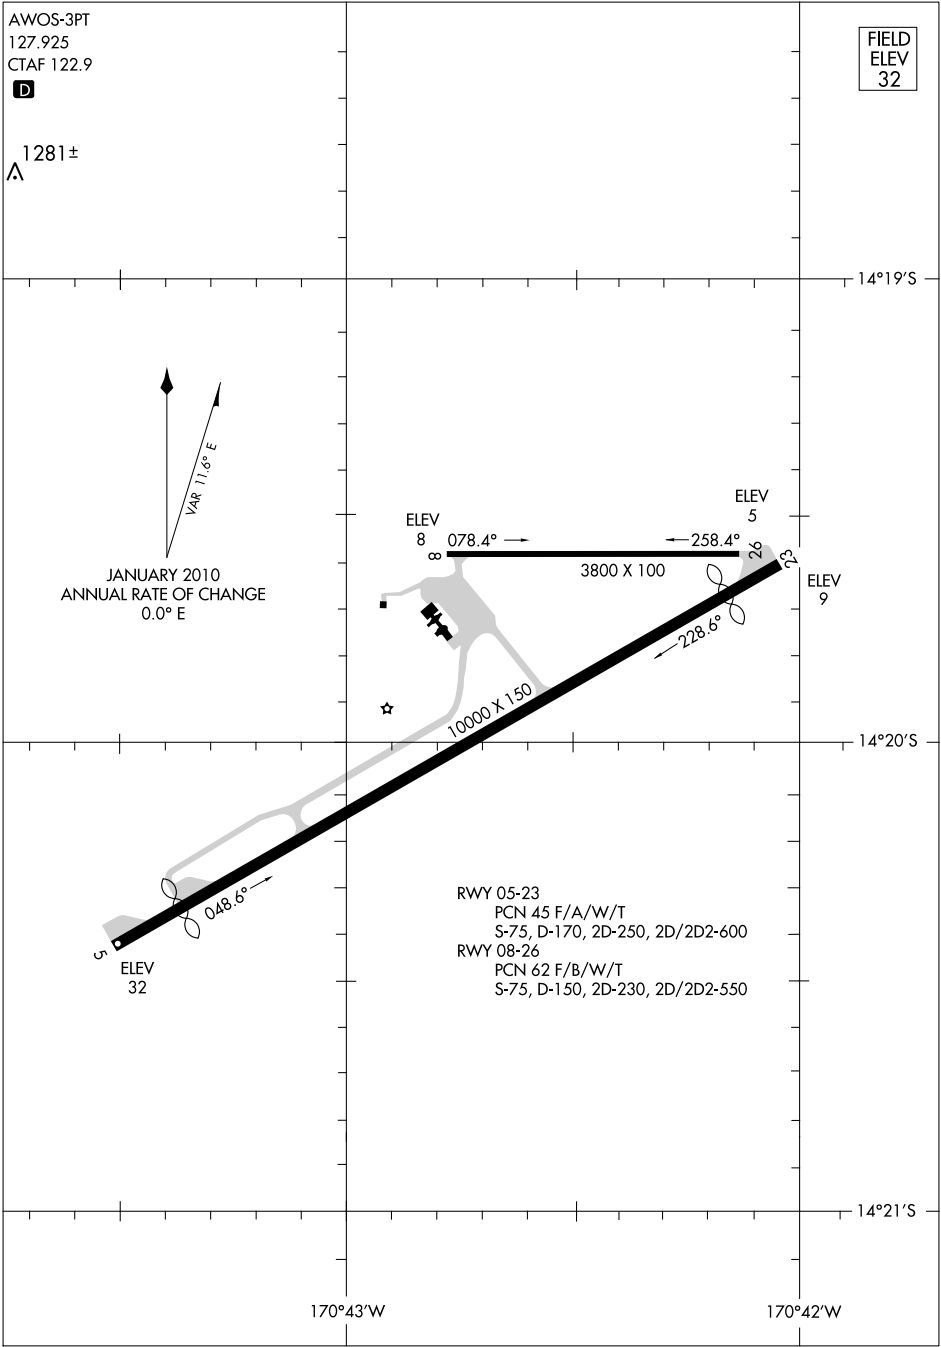 AWOS-3PT
127.925
CTAF 122.9
D
1281±
FIELD
ELEV
32
14°19'S
VAR 11.6° E
JANUARY 2010
ANNUAL RATE OF CHANGE
0.0° E
ELEV
5
ELEV
8
8
078.4°
258.4°
26
23
3800 X 100
ELEV
9
228.6°
10000 X 150
14°20'S
048.6°
5
ELEV
32
RWY 05-23
PCN 45 F/A/W/T
S-75, D-170, 2D-250, 2D/2D2-600
RWY 08-26
PCN 62 F/B/W/T
S-75, D-150, 2D-230, 2D/2D2-550
14°21'S
170°43'W
170°42'W